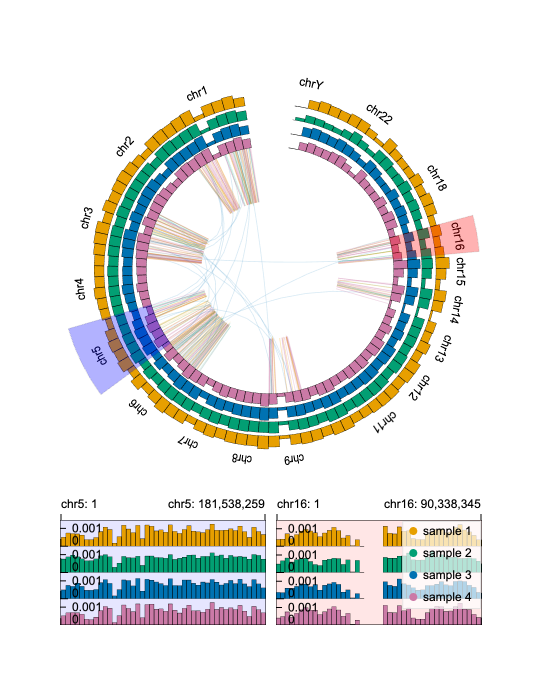 chrY
chr1
chr22
chr2
chr18
chr3
chr16
chr15
chr4
chr14
chr13
chr5
chr12
chr6
chr11
chr7
chr8
chr9
chr5: 1 chr5: 181,538,259 chr16: 1 chr16: 90,338,345
0.001 0.001 sample 1
0 0
0.001 0.001 sample 2
0 0
0.001 0.001 sample 3
0 0
0.001 0.001 sample 4
0 0